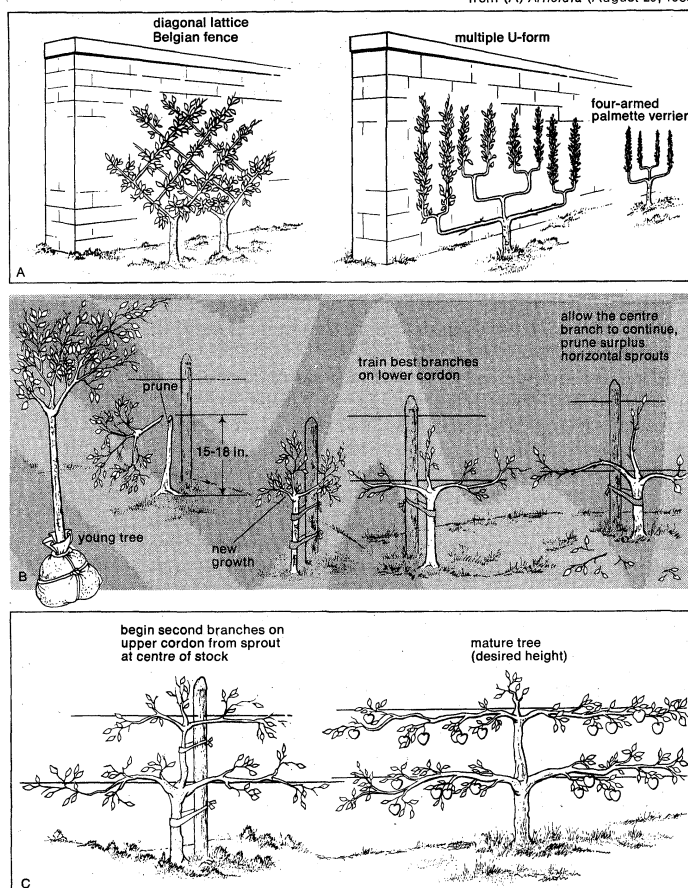 from (A) Arnoldia (August 29,
diagonal lattice
Belgian fence
multiple U-form
four-armed
palmette verrier
A
young tree
prune
15-18 in.
new
growth
train best branches
on lower cordon
allow the centre
branch to continue,
prune surplus
horizontal sprouts
B
begin second branches on
upper cordon from sprout
at centre of stock
mature tree
(desired height)
C